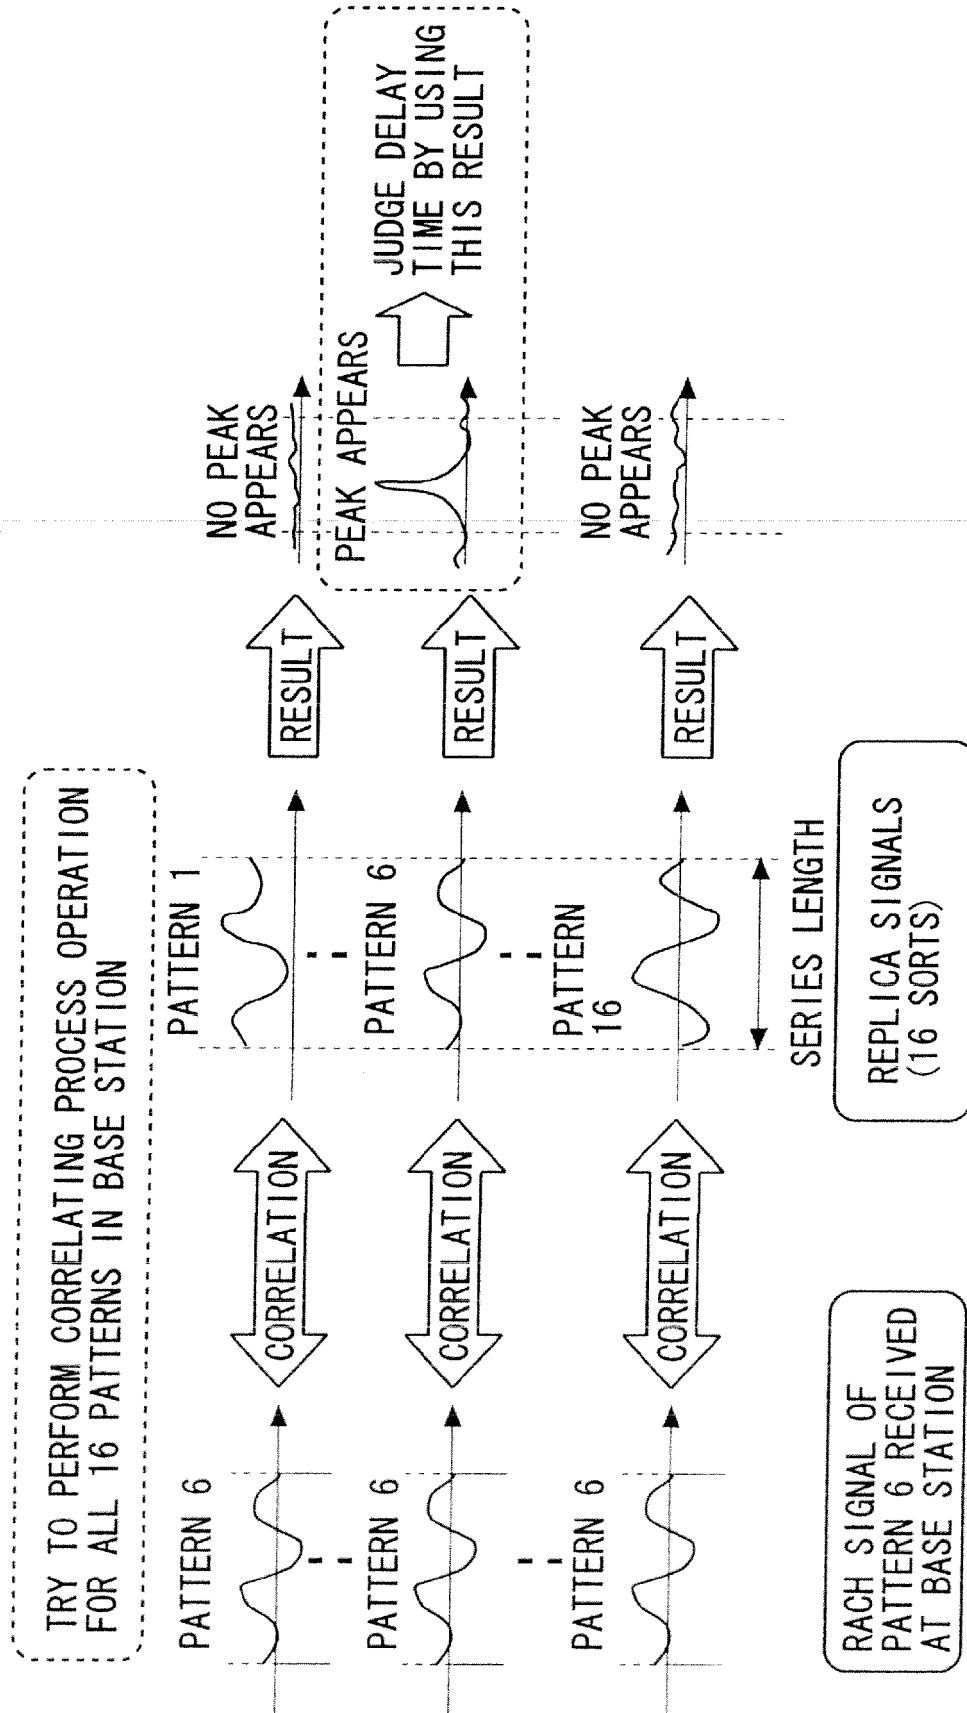 TRY TO PERFORM CORRELATING PROCESS OPERATION
FOR ALL 16 PATTERNS IN BASE STATION
PATTERN 6
CORRELATION
PATTERN 1
RESULT
NO PEAK
APPEARS
PATTERN 6
CORRELATION
PATTERN 6
RESULT
PEAK APPEARS
JUDGE DELAY
TIME BY USING
THIS RESULT
PATTERN 6
CORRELATION
PATTERN
16
RESULT
NO PEAK
APPEARS
SERIES LENGTH
RACH SIGNAL OF
PATTERN 6 RECEIVED
AT BASE STATION
REPLICA SIGNALS
(16 SORTS)